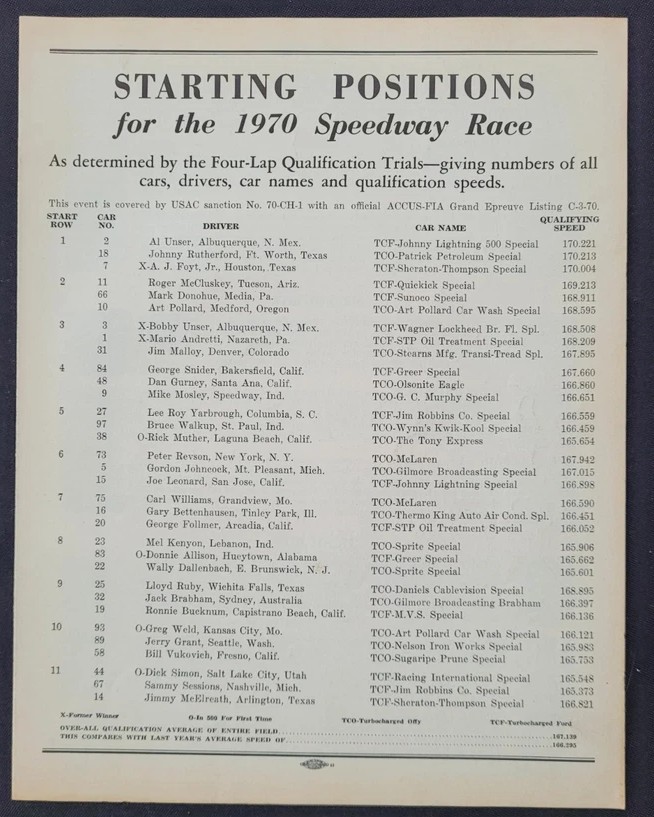 STARTING POSITIONS
for the 1970 Speedway Race
As determined by the Four-Lap Qualification Trials—giving numbers of all
cars, drivers, car names and qualification speeds.
This event is covered by USAC sanction No. 70-CH-1 with an official ACCUS-FIA Grand Epreuve Listing C-3-70.
START ROW CAR NO. DRIVER CAR NAME QUALIFYING SPEED
1 2 Al Unser, Albuquerque, N. Mex. TCF-Johnny Lightning 500 Special 170.221
18 Johnny Rutherford, Ft. Worth, Texas TCO-Patrick Petroleum Special 170.213
7 X-A. J. Foyt, Jr., Houston, Texas TCF-Sheraton-Thompson Special 170.004
2 11 Roger McCluskey, Tucson, Ariz. TCF-Quickick Special 169.213
66 Mark Donohue, Media, Pa. TCF-Sunoco Special 168.911
10 Art Pollard, Medford, Oregon TCO-Art Pollard Car Wash Special 168.595
3 3 X-Bobby Unser, Albuquerque, N. Mex. TCF-Wagner Lockheed Br. Fl. Spl. 168.508
1 X-Mario Andretti, Nazareth, Pa. TCF-STP Oil Treatment Special 168.209
31 Jim Malloy, Denver, Colorado TCO-Stearns Mfg. Transi-Tread Spl. 167.895
4 84 George Snider, Bakersfield, Calif. TCF-Greer Special 167.660
48 Dan Gurney, Santa Ana, Calif. TCO-Olsonite Eagle 166.860
9 Mike Mosley, Speedway, Ind. TCO-G. C. Murphy Special 166.651
5 27 Lee Roy Yarbrough, Columbia, S. C. TCF-Jim Robbins Co. Special 166.559
97 Bruce Walkup, St. Paul, Ind. TCO-Wynn's Kwik-Kool Special 166.459
38 O-Rick Muther, Laguna Beach, Calif. TCO-The Tony Express 165.654
6 73 Peter Revson, New York, N. Y. TCO-McLaren 167.942
5 Gordon Johncock, Mt. Pleasant, Mich. TCO-Gilmore Broadcasting Special 167.015
15 Joe Leonard, San Jose, Calif. TCF-Johnny Lightning Special 166.898
7 75 Carl Williams, Grandview, Mo. TCO-McLaren 166.590
16 Gary Bettenhausen, Tinley Park, Ill. TCO-Thermo King Auto Air Cond. Spl. 166.451
20 George Follmer, Arcadia, Calif. TCF-STP Oil Treatment Special 166.052
8 23 Mel Kenyon, Lebanon, Ind. TCO-Sprite Special 165.906
83 O-Donnie Allison, Hueytown, Alabama TCF-Greer Special 165.662
22 Wally Dallenbach, E. Brunswick, N. J. TCO-Sprite Special 165.601
9 25 Lloyd Ruby, Wichita Falls, Texas TCO-Daniels Cablevision Special 168.895
32 Jack Brabham, Sydney, Australia TCO-Gilmore Broadcasting Brabham 166.397
19 Ronnie Bucknum, Capistrano Beach, Calif. TCF-M.V.S. Special 166.136
10 93 O-Greg Weld, Kansas City, Mo. TCO-Art Pollard Car Wash Special 166.121
89 Jerry Grant, Seattle, Wash. TCO-Nelson Iron Works Special 165.983
58 Bill Vukovich, Fresno, Calif. TCO-Sugaripe Prune Special 165.753
11 44 O-Dick Simon, Salt Lake City, Utah TCF-Racing International Special 165.548
67 Sammy Sessions, Nashville, Mich. TCF-Jim Robbins Co. Special 165.373
14 Jimmy McElreath, Arlington, Texas TCF-Sheraton-Thompson Special 166.821
X-Former Winner O-In 500 For First Time TCO-Turbocharged Offy TCF-Turbocharged Ford
OVER-ALL QUALIFICATION AVERAGE OF ENTIRE FIELD 167.139
THIS COMPARES WITH LAST YEAR'S AVERAGE SPEED OF 166.295